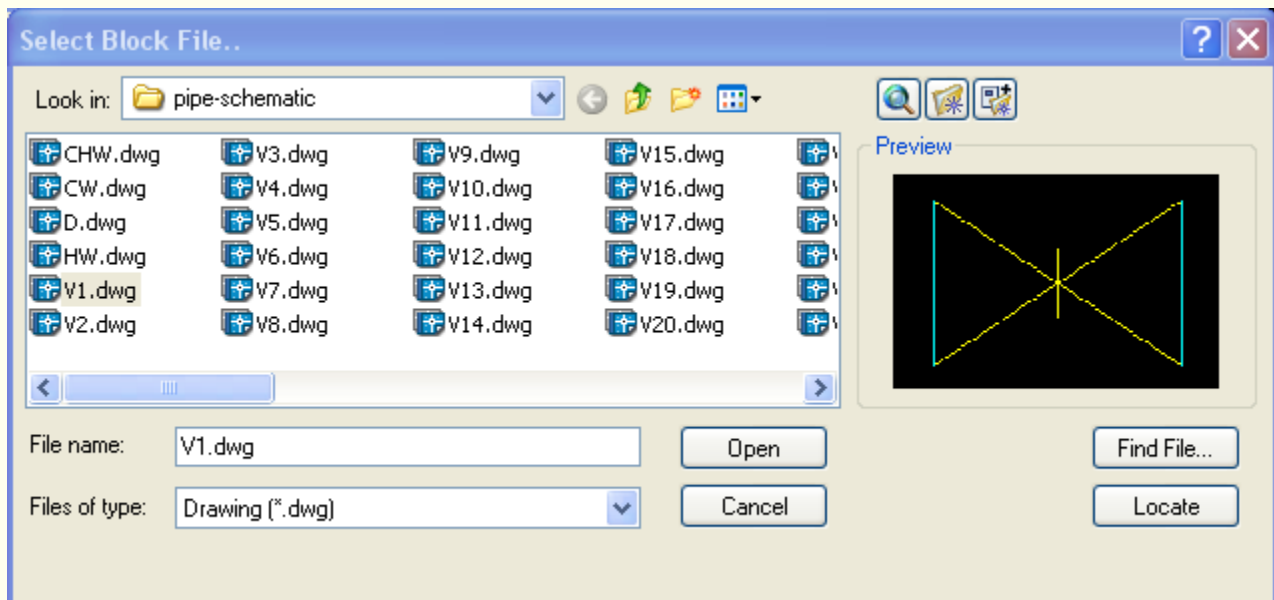 Select Block File..
Look in: pipe-schematic
Preview
CHW.dwg V3.dwg V9.dwg V15.dwg
CW.dwg V4.dwg V10.dwg V16.dwg
D.dwg V5.dwg V11.dwg V17.dwg
HW.dwg V6.dwg V12.dwg V18.dwg
V1.dwg V7.dwg V13.dwg V19.dwg
V2.dwg V8.dwg V14.dwg V20.dwg
File name: V1.dwg Open Find File...
Files of type: Drawing (*.dwg) Cancel Locate